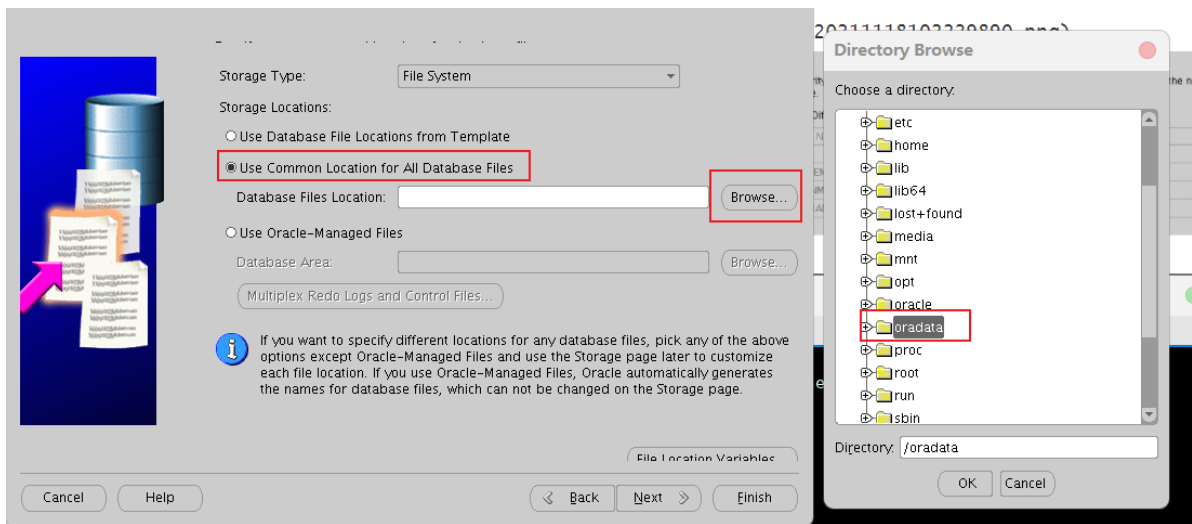 Storage Type:
File System
Storage Locations:
Use Database File Locations from Template
Use Common Location for All Database Files
Database Files Location:
Browse...
Use Oracle-Managed Files
Database Area:
Browse...
Multiplex Redo Logs and Control Files...
If you want to specify different locations for any database files, pick any of the above
options except Oracle-Managed Files and use the Storage page later to customize
each file location. If you use Oracle-Managed Files, Oracle automatically generates
the names for database files, which can not be changed on the Storage page.
File Location Variables
Cancel
Help
Back
Next
Finish
Directory Browse
Choose a directory:
etc
home
lib
lib64
lost+found
media
mnt
opt
oracle
oradata
proc
root
run
sbin
Directory: /oradata
OK
Cancel
the n